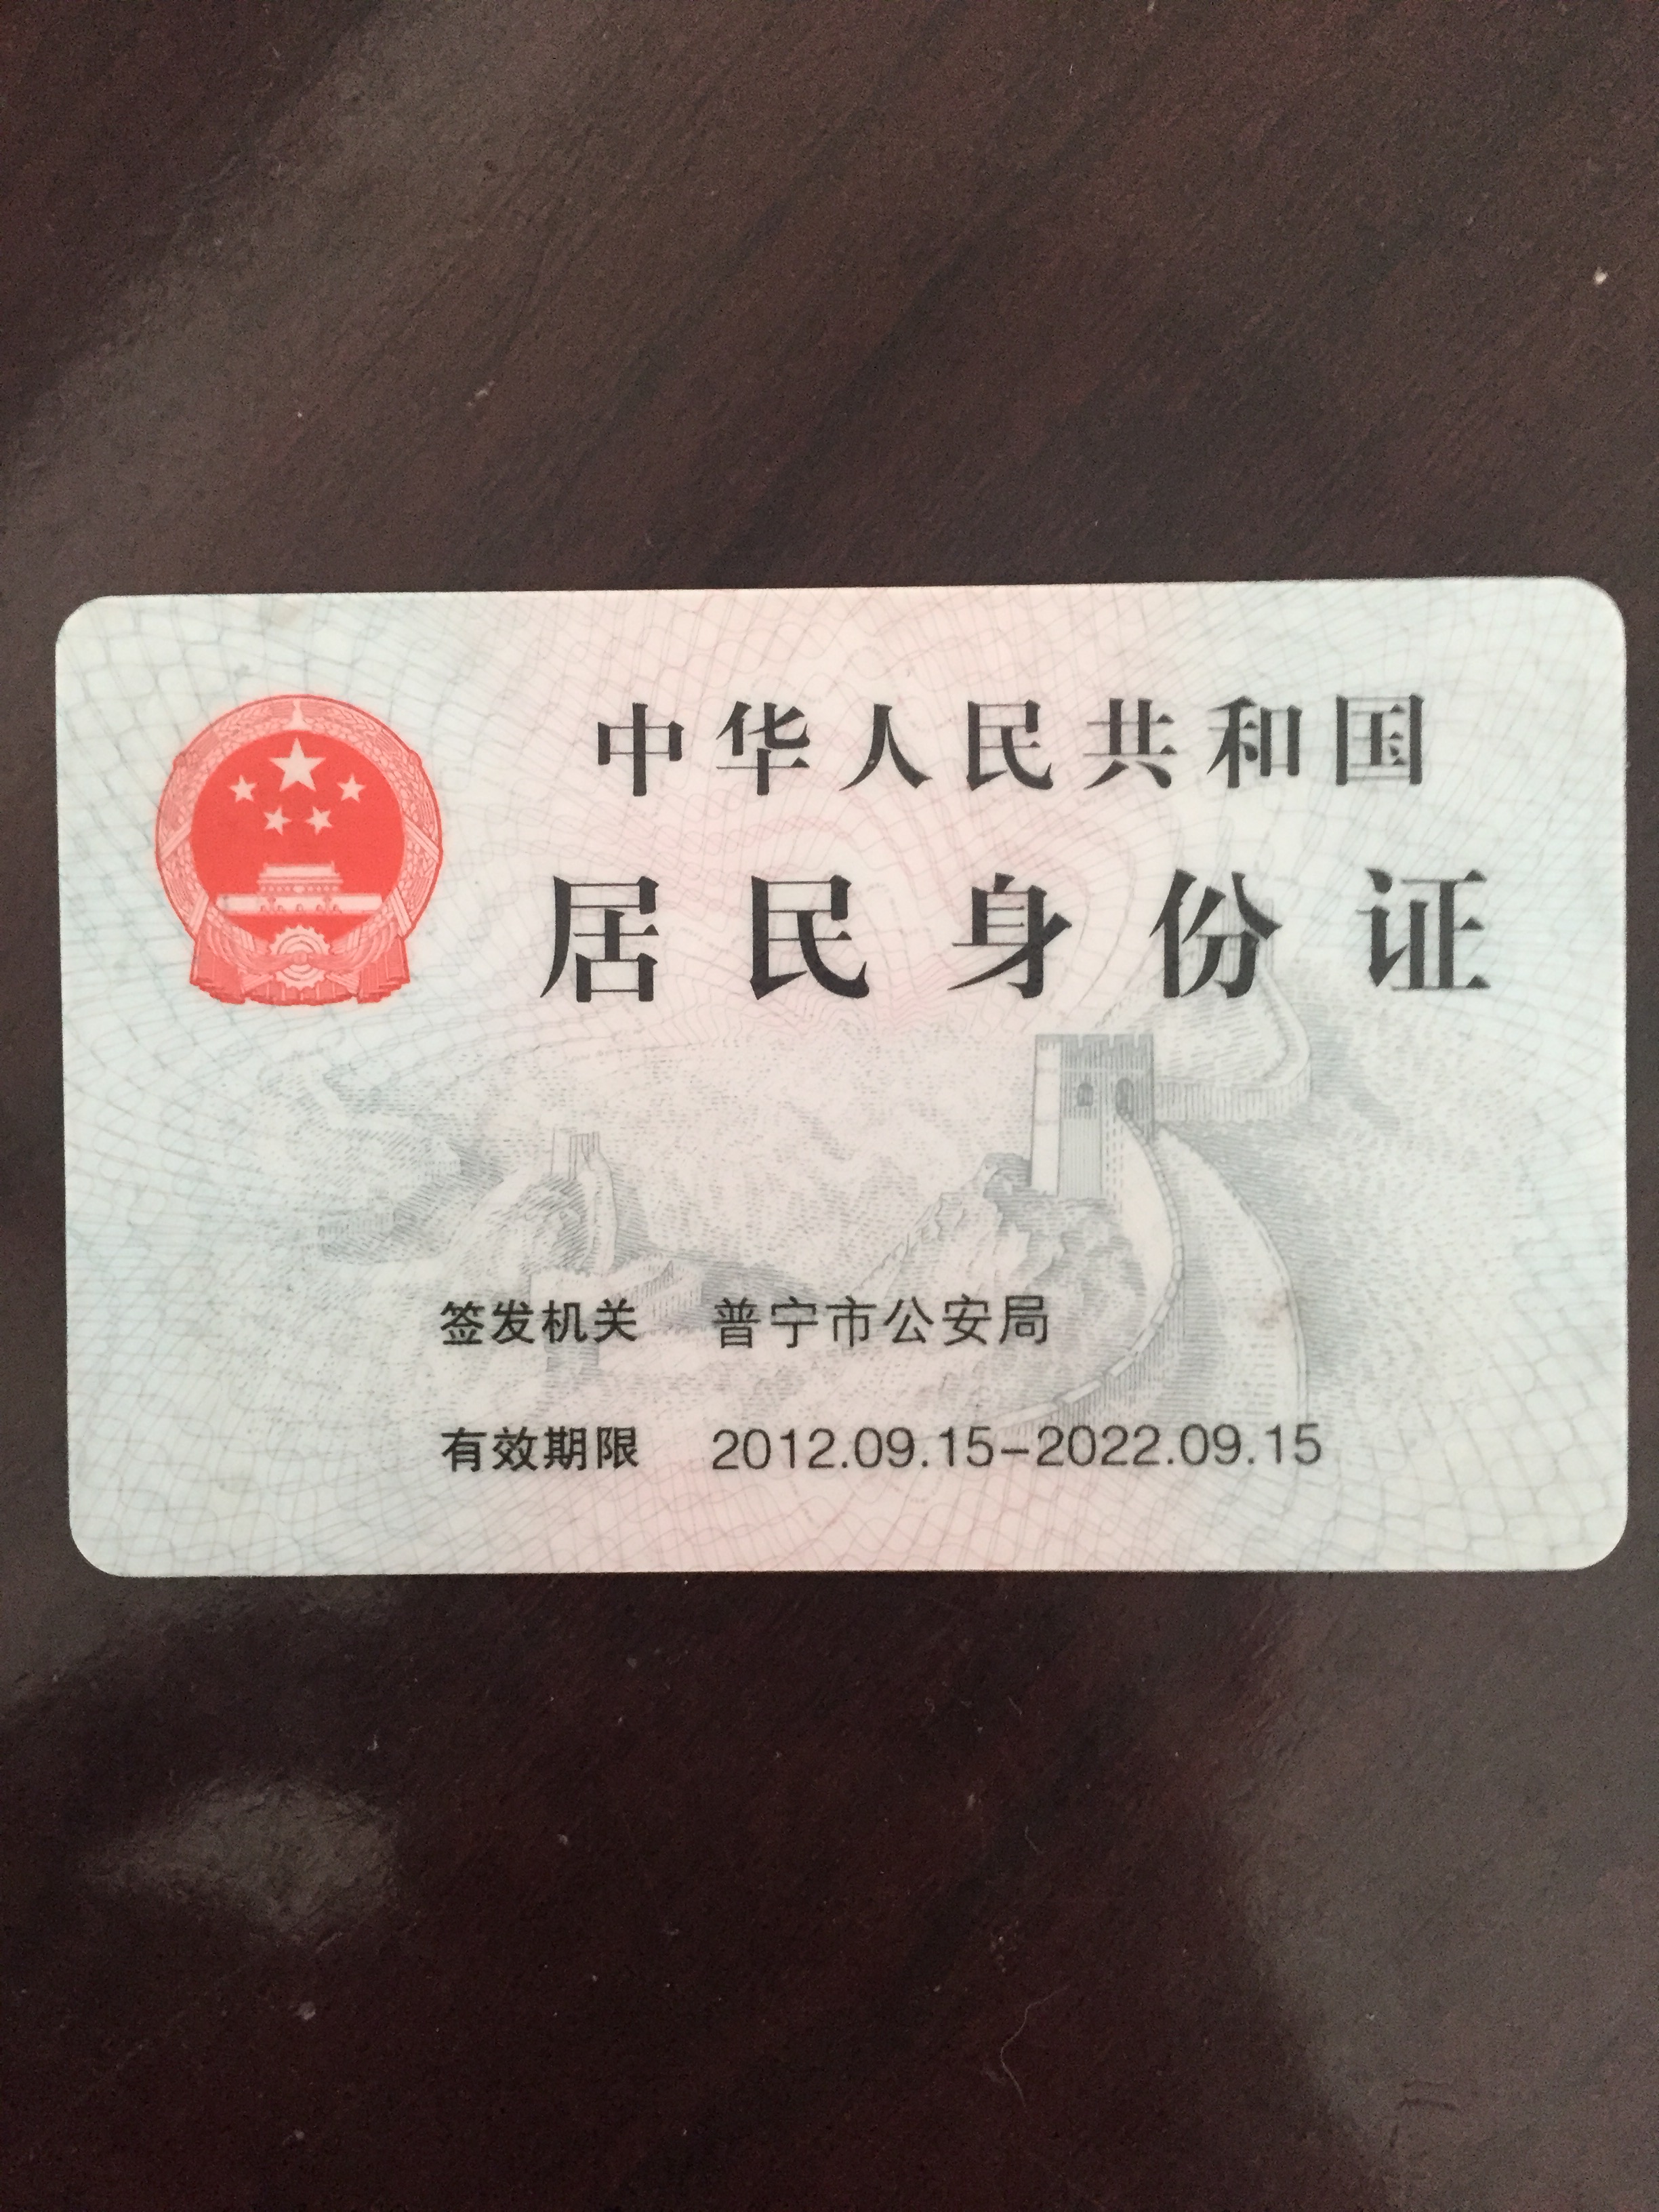 中华人民共和国
居民身份证
签发机关 普宁市公安局
有效期限 2012.09.15-2022.09.15